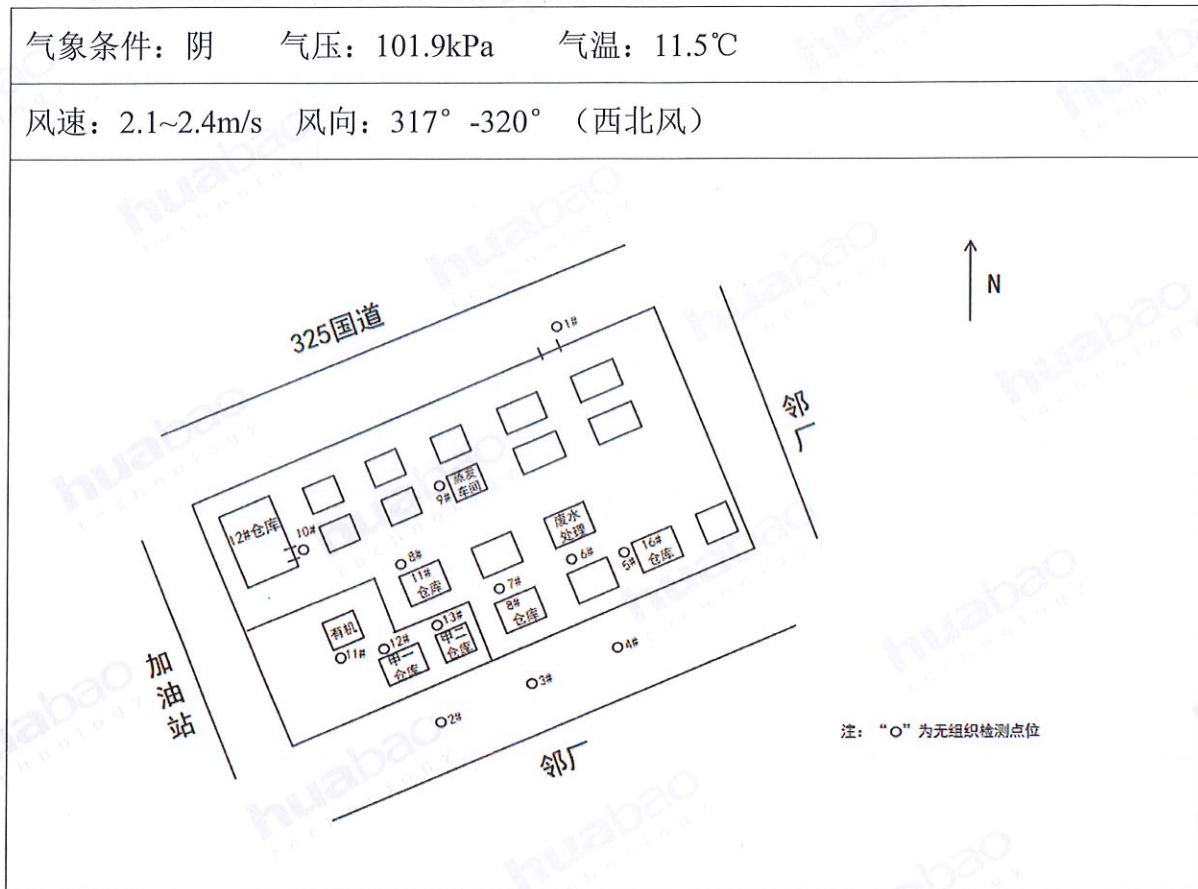 气象条件：阴 气压：101.9kPa 气温：11.5℃
风速：2.1~2.4m/s 风向：317°-320°（西北风）
325国道
1#
N
邻厂
蒸发
车间
9#
12#仓库
10#
废水
处理
8#
11#
仓库
6#
5#
16#
仓库
7#
8#
仓库
有机
11#
12#
甲一
仓库
13#
甲二
仓库
4#
3#
2#
加油站
邻厂
注：“O”为无组织检测点位
huabao
technology